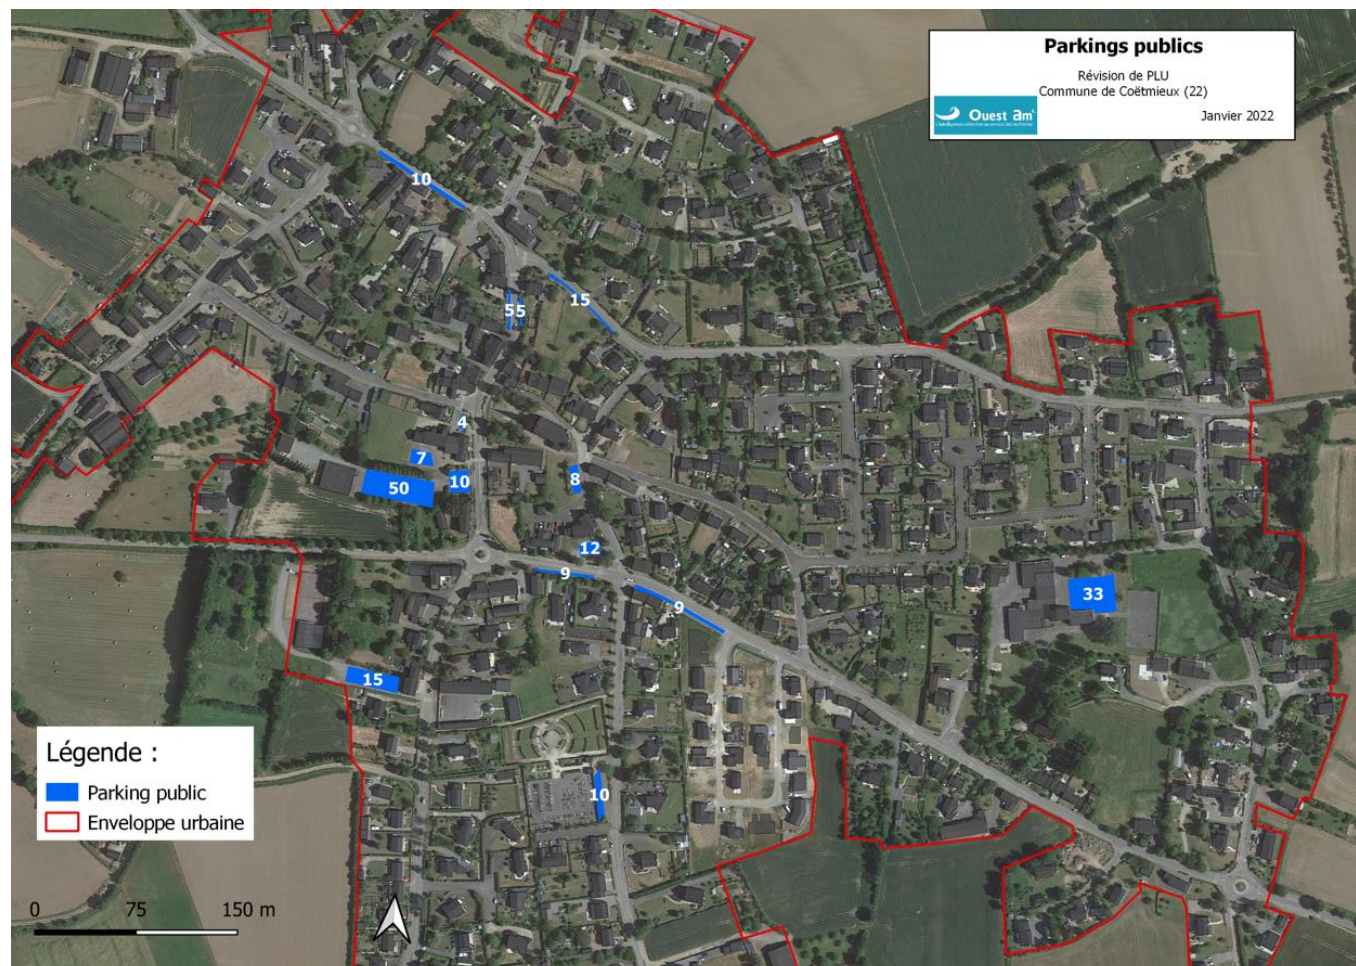 Parkings publics
Révision de PLU
Commune de Coëtmieux (22)
Ouest am'
Janvier 2022
10
15
5 5
4
7
10
50
8
12
9
9
33
15
10
Légende :
Parking public
Enveloppe urbaine
0 75 150 m